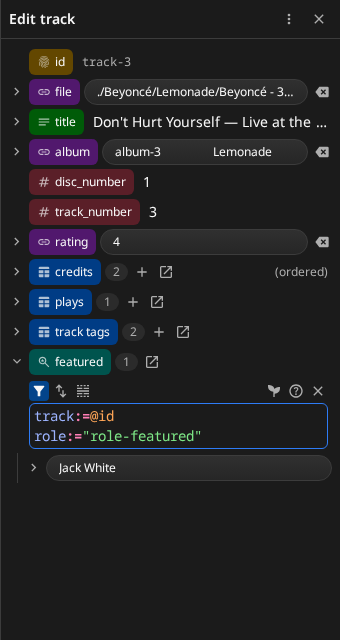 Edit track
id track-3
file ./Beyoncé/Lemonade/Beyoncé - 3...
title Don't Hurt Yourself — Live at the ...
album album-3 Lemonade
# disc_number 1
# track_number 3
rating 4
credits 2 (ordered)
plays 1
track tags 2
featured 1
track:=@id
role:="role-featured"
Jack White